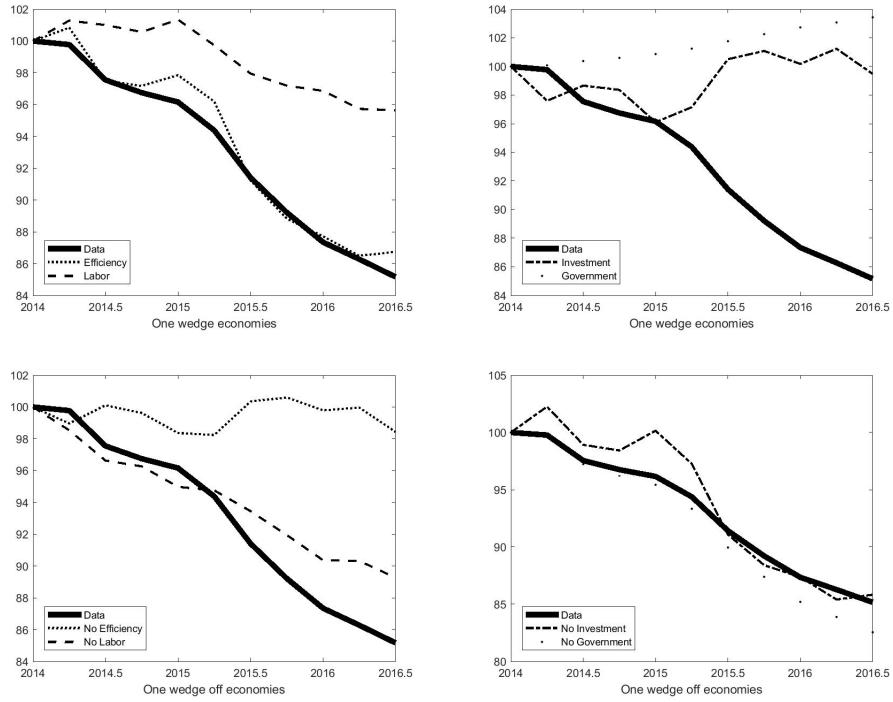 102
100
98
96
94
92
90
88
86
84
2014 2014.5 2015 2015.5 2016 2016.5
Data
Efficiency
Labor
One wedge economies
104
102
100
98
96
94
92
90
88
86
84
2014 2014.5 2015 2015.5 2016 2016.5
Data
Investment
Government
One wedge economies
102
100
98
96
94
92
90
88
86
84
2014 2014.5 2015 2015.5 2016 2016.5
Data
No Efficiency
No Labor
One wedge off economies
105
100
95
90
85
80
2014 2014.5 2015 2015.5 2016 2016.5
Data
No Investment
No Government
One wedge off economies